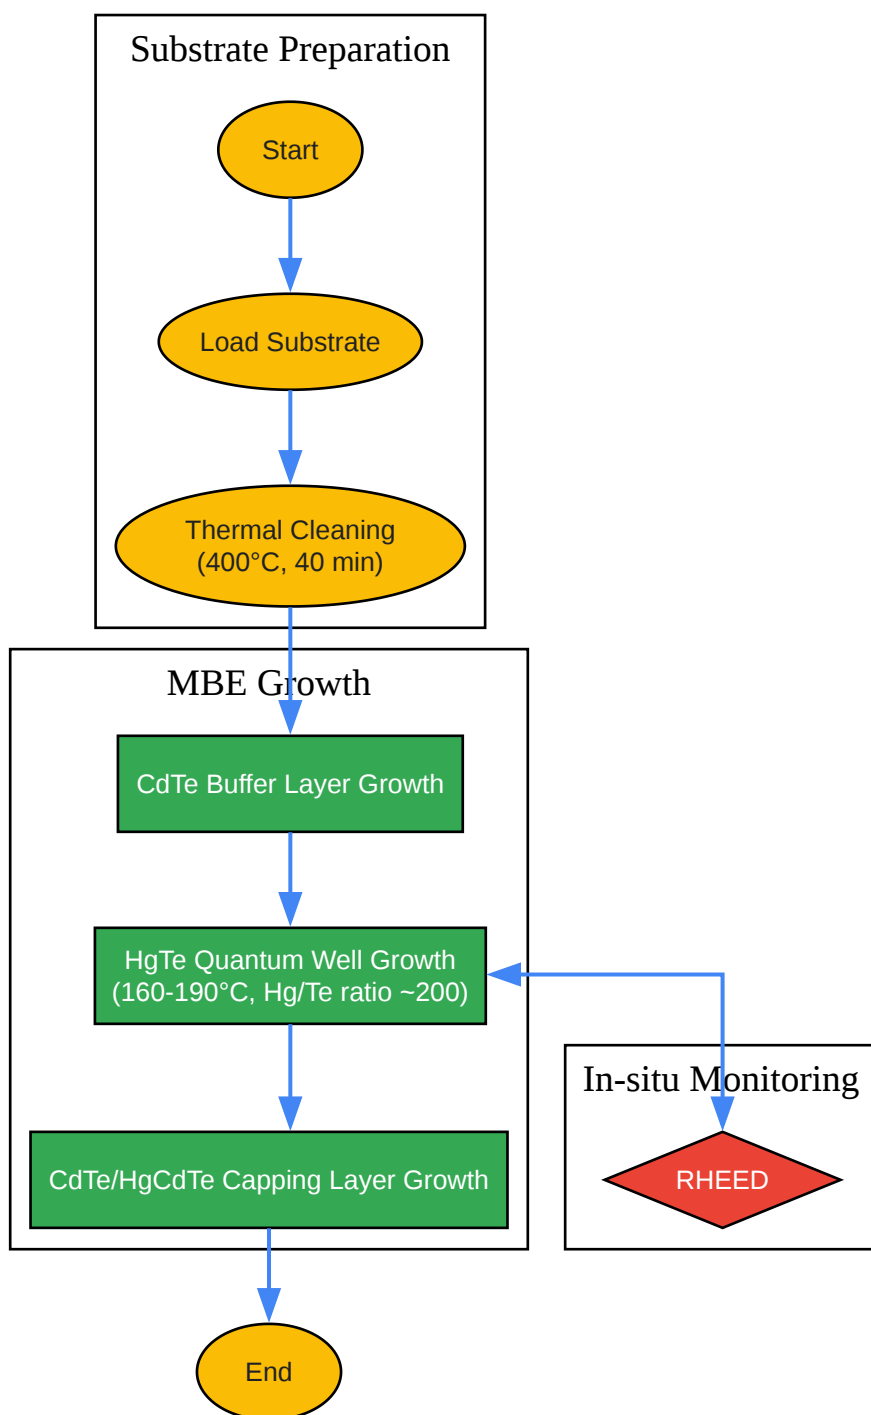 Substrate Preparation
Start
Load Substrate
Thermal Cleaning
(400°C, 40 min)
MBE Growth
CdTe Buffer Layer Growth
HgTe Quantum Well Growth
(160-190°C, Hg/Te ratio ~200)
In-situ Monitoring
CdTe/HgCdTe Capping Layer Growth
RHEED
End